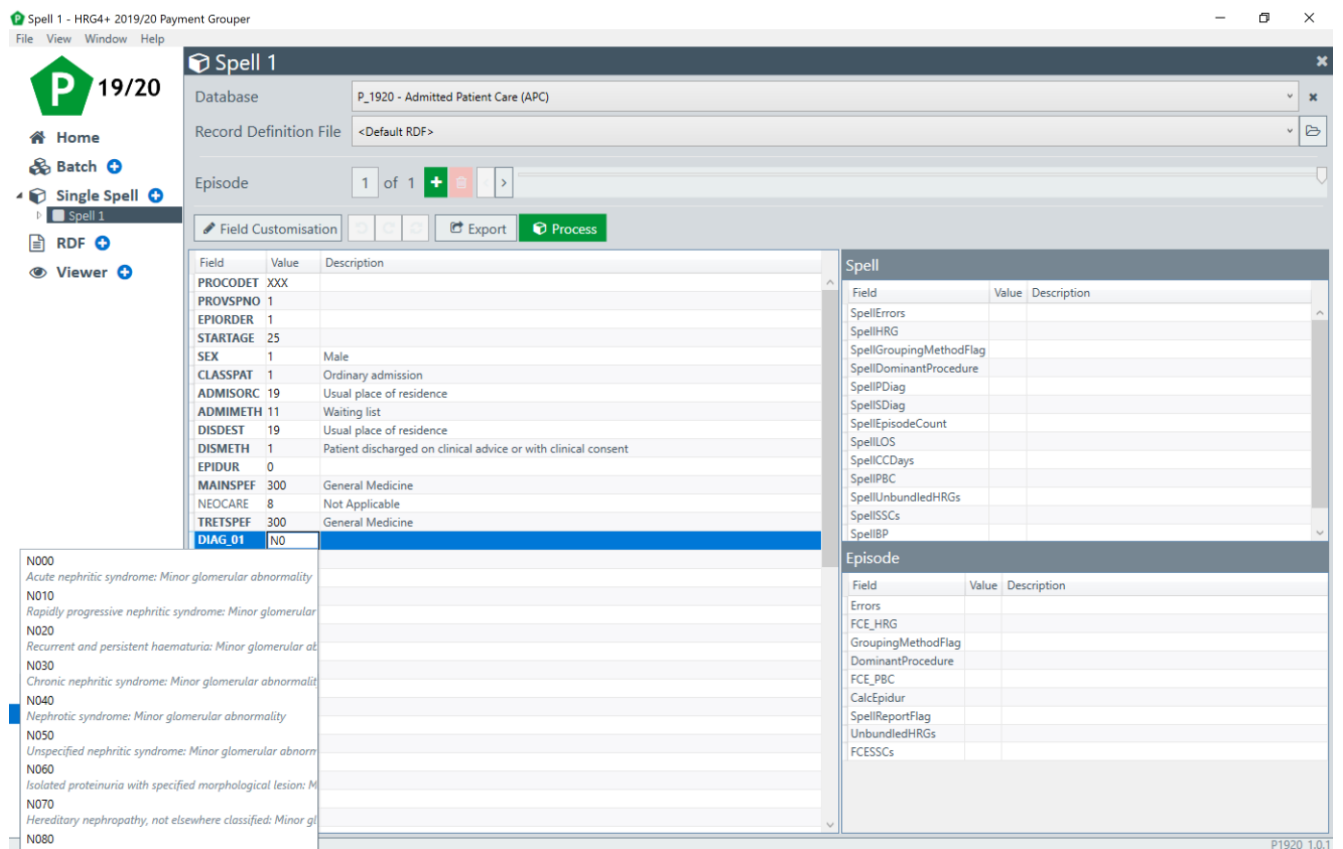 Spell 1 - HRG4+ 2019/20 Payment Grouper
File View Window Help
P 19/20
Home
Batch
Single Spell
Spell 1
RDF
Viewer
Spell 1
Database P_1920 - Admitted Patient Care (APC)
Record Definition File <Default RDF>
Episode 1 of 1
Field Customisation Export Process
Field Value Description
PROCODET XXX
PROVSPNO 1
EPIORDER 1
STARTAGE 25
SEX 1 Male
CLASSPAT 1 Ordinary admission
ADMISORC 19 Usual place of residence
ADMIMETH 11 Waiting list
DISDEST 19 Usual place of residence
DISMETH 1 Patient discharged on clinical advice or with clinical consent
EPIDUR 0
MAINSPEF 300 General Medicine
NEOCARE 8 Not Applicable
TRETSPEF 300 General Medicine
DIAG_01 N0
N000
Acute nephritic syndrome: Minor glomerular abnormality
N010
Rapidly progressive nephritic syndrome: Minor glomerular
N020
Recurrent and persistent haematuria: Minor glomerular ab
N030
Chronic nephritic syndrome: Minor glomerular abnormalit
N040
Nephrotic syndrome: Minor glomerular abnormality
N050
Unspecified nephritic syndrome: Minor glomerular abnorm
N060
Isolated proteinuria with specified morphological lesion: M
N070
Hereditary nephropathy, not elsewhere classified: Minor gl
N080
Spell
Field Value Description
SpellErrors
SpellHRG
SpellGroupingMethodFlag
SpellDominantProcedure
SpellPDiag
SpellSDiag
SpellEpisodeCount
SpellLOS
SpellCCDays
SpellPBC
SpellUnbundledHRGs
SpellSSCs
SpellBP
Episode
Field Value Description
Errors
FCE_HRG
GroupingMethodFlag
DominantProcedure
FCE_PBC
CalcEpidur
SpellReportFlag
UnbundledHRGs
FCESSCs
P1920 1.0.1